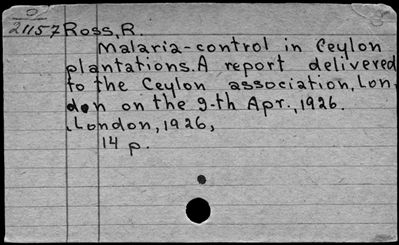 O
21157 Ross, R.
Malaria-control in Ceylon
plantations. A report delivered
to the Ceylon association, Lon,
don on the 9-th Apr., 1926.
London, 1926,
14 p.